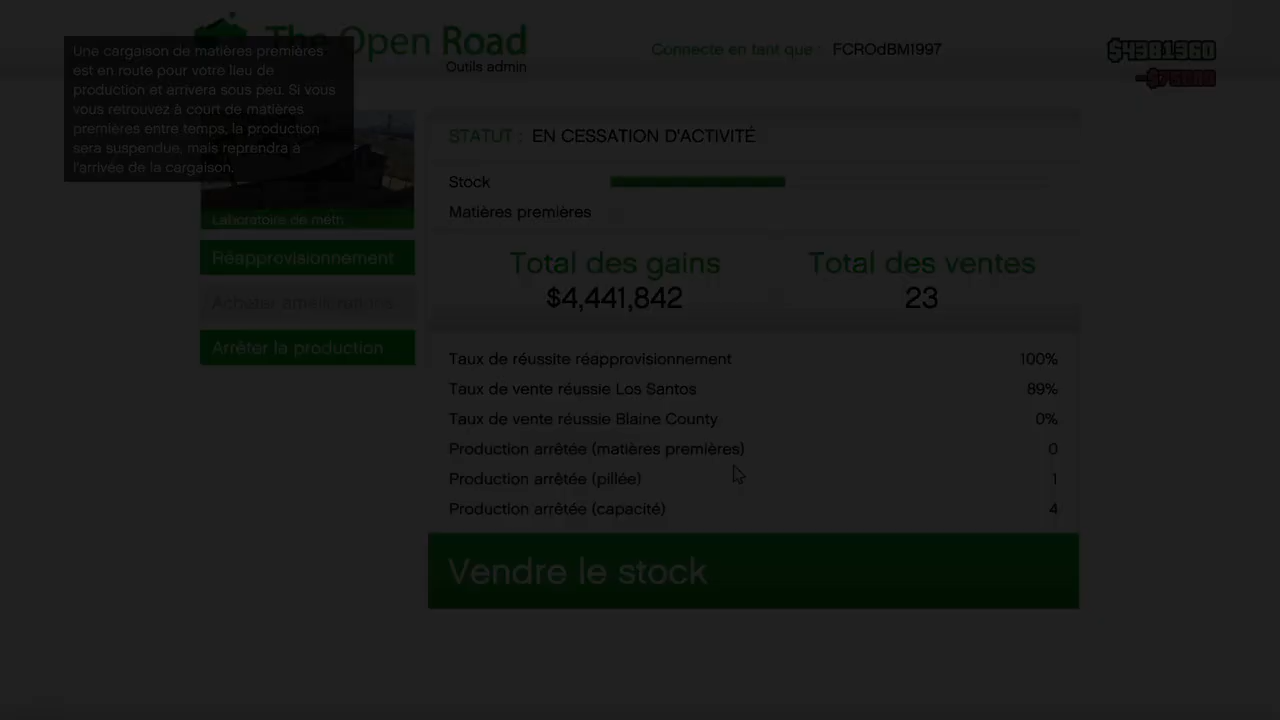 The Open Road
Outils admin
Connecté en tant que : FCROdBM1997
$4381360
Une cargaison de matières premières
est en route pour votre lieu de
production et arrivera sous peu. Si vous
vous retrouvez à court de matières
premières entre temps, la production
sera suspendue, mais reprendra à
l'arrivée de la cargaison.
Laboratoire de méth
Réapprovisionnement
Acheter améliorations
Arrêter la production
STATUT : EN CESSATION D'ACTIVITÉ
Stock
Matières premières
Total des gains
$4,441,842
Total des ventes
23
Taux de réussite réapprovisionnement 100%
Taux de vente réussie Los Santos 89%
Taux de vente réussie Blaine County 0%
Production arrêtée (matières premières) 0
Production arrêtée (pillée) 1
Production arrêtée (capacité) 4
Vendre le stock